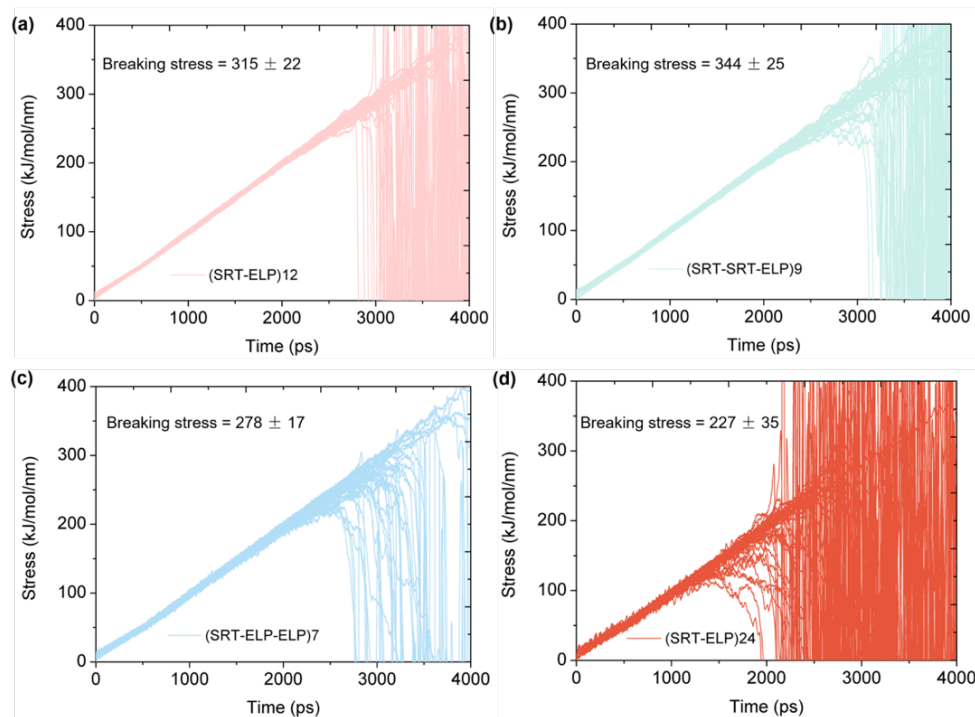 (a)
400
300
200
100
0
Stress (kJ/mol/nm)
Breaking stress = 315 ± 22
(SRT-ELP)12
0 1000 2000 3000 4000
Time (ps)
(b)
400
300
200
100
0
Stress (kJ/mol/nm)
Breaking stress = 344 ± 25
(SRT-SRT-ELP)9
0 1000 2000 3000 4000
Time (ps)
(c)
400
300
200
100
0
Stress (kJ/mol/nm)
Breaking stress = 278 ± 17
(SRT-ELP-ELP)7
0 1000 2000 3000 4000
Time (ps)
(d)
400
300
200
100
0
Stress (kJ/mol/nm)
Breaking stress = 227 ± 35
(SRT-ELP)24
0 1000 2000 3000 4000
Time (ps)